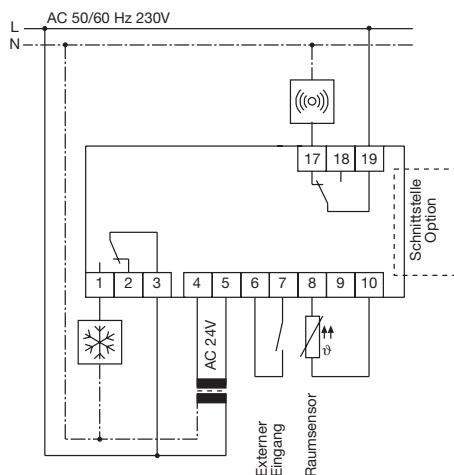 AC 50/60 Hz 230V
L
N
17 18 19
Schnittstelle
Option
1 2 3 4 5 6 7 8 9 10
AC 24V
ϑ
Externer
Eingang
Raumsensor